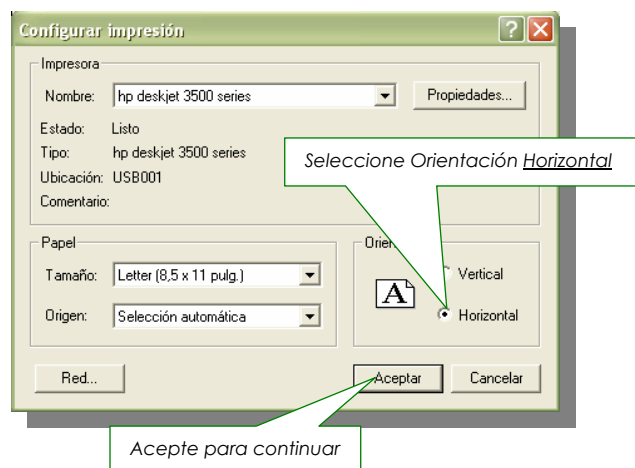 Configurar impresión
Impresora
Nombre: hp deskjet 3500 series Propiedades...
Estado: Listo
Tipo: hp deskjet 3500 series
Ubicación: USB001
Comentario:
Seleccione Orientación Horizontal
Papel
Tamaño: Letter (8,5 x 11 pulg.)
Origen: Selección automática
Orien
A
Vertical
Horizontal
Red... Aceptar Cancelar
Acepte para continuar